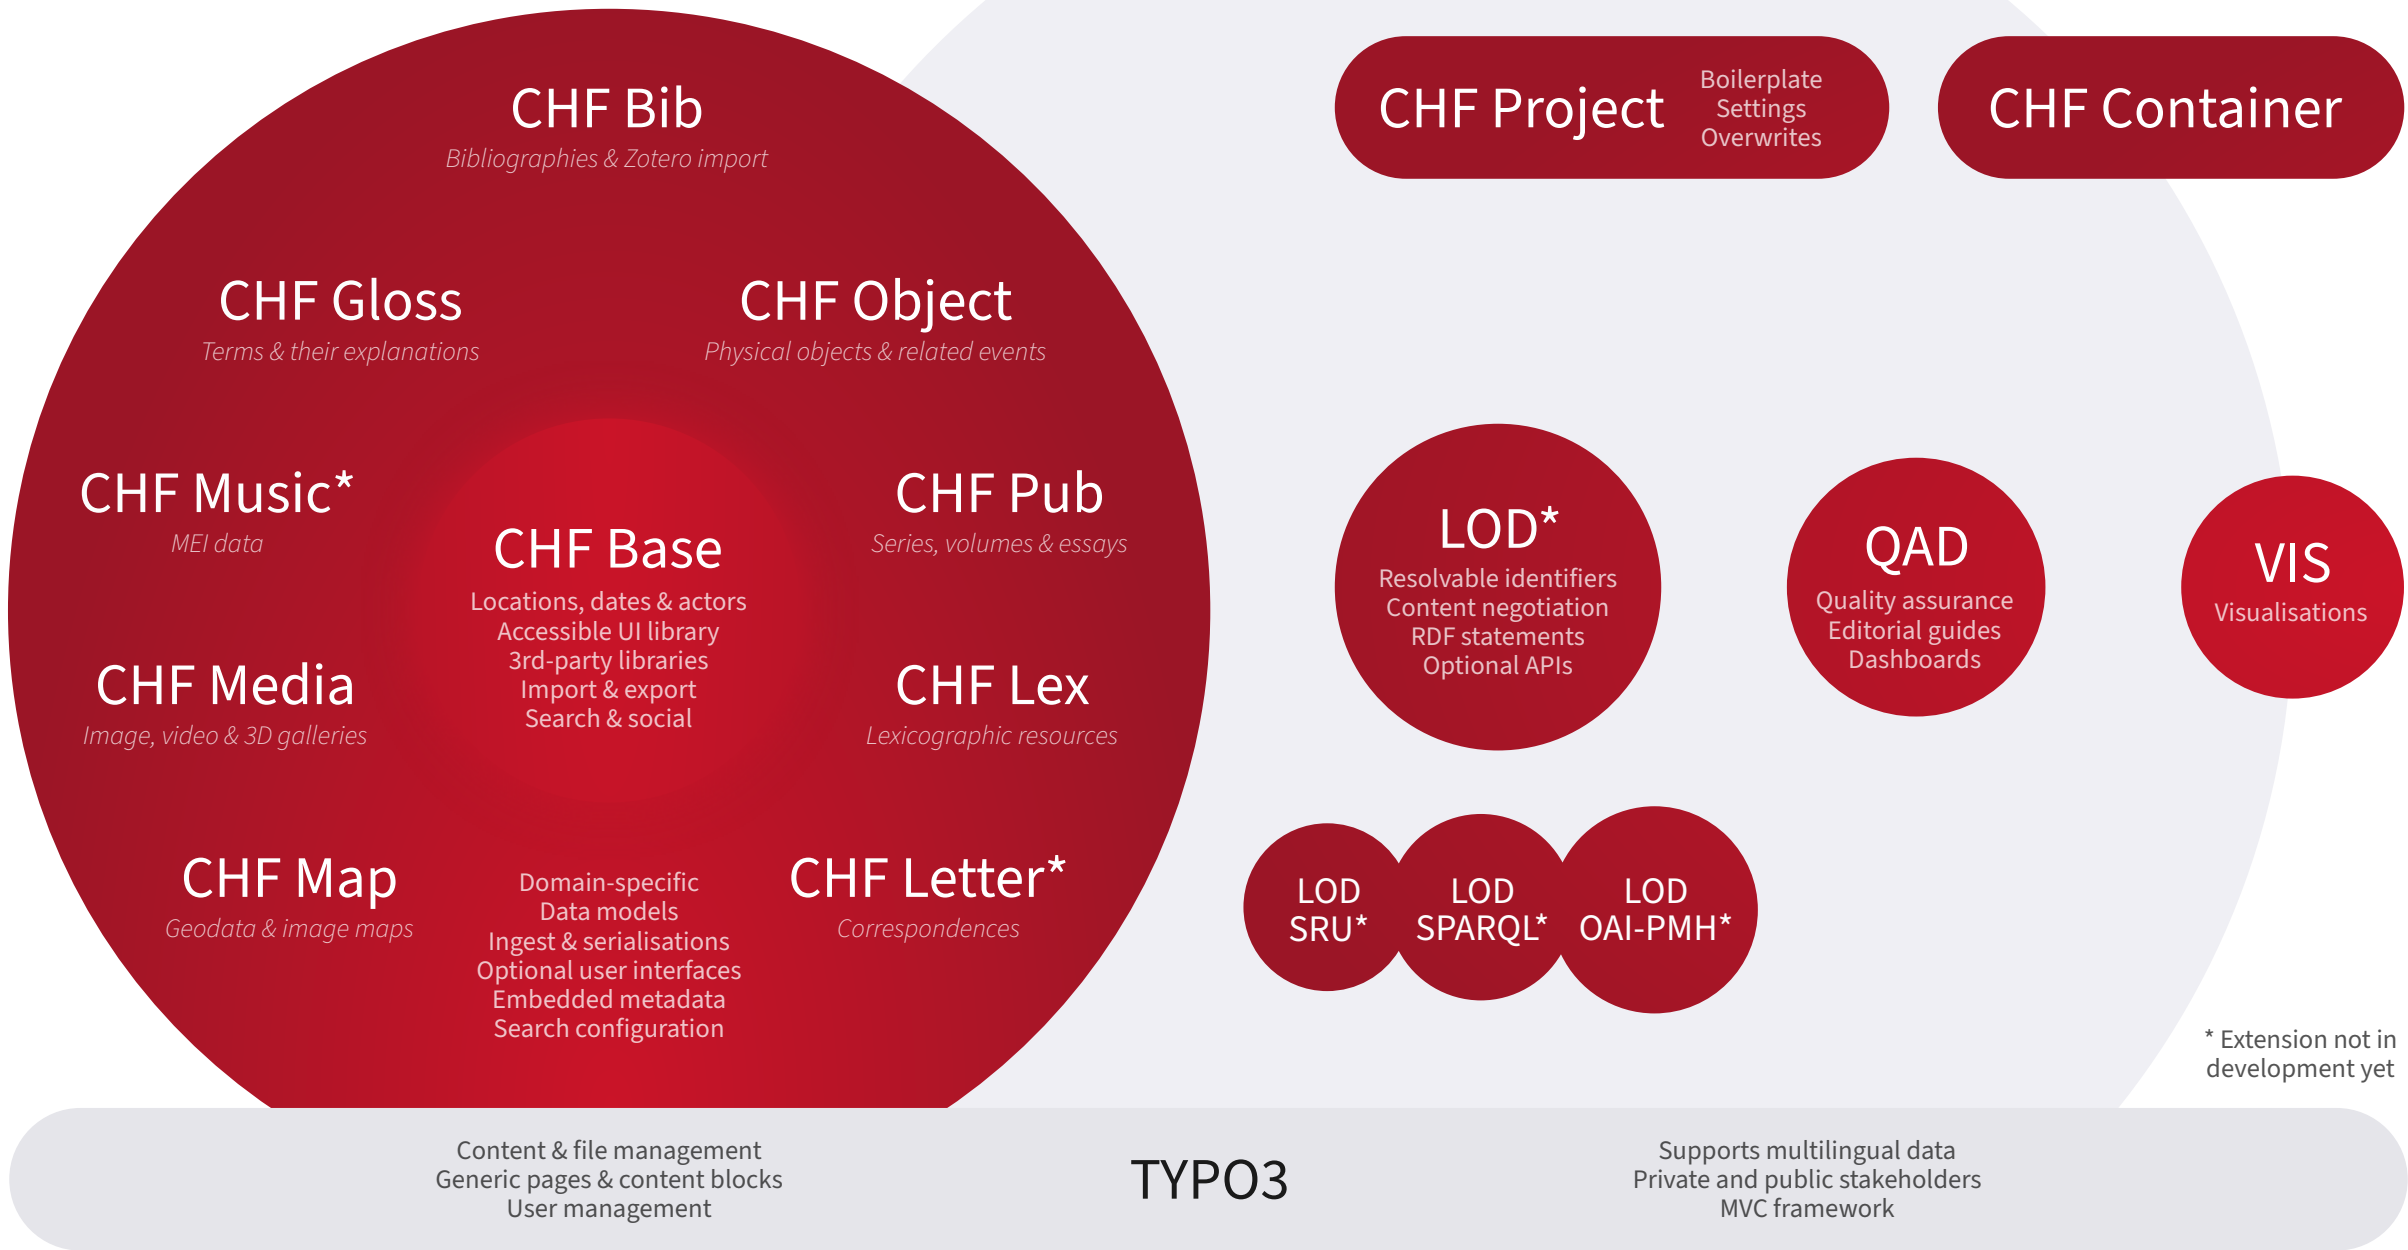 CHF Bib
Bibliographies & Zotero import
CHF Gloss
Terms & their explanations
CHF Object
Physical objects & related events
CHF Music*
MEI data
CHF Pub
Series, volumes & essays
CHF Base
Locations, dates & actors
Accessible UI library
3rd-party libraries
Import & export
Search & social
CHF Media
Image, video & 3D galleries
CHF Lex
Lexicographic resources
CHF Map
Geodata & image maps
Domain-specific
Data models
Ingest & serialisations
Optional user interfaces
Embedded metadata
Search configuration
CHF Letter*
Correspondences
CHF Project
Boilerplate
Settings
Overwrites
CHF Container
LOD*
Resolvable identifiers
Content negotiation
RDF statements
Optional APIs
QAD
Quality assurance
Editorial guides
Dashboards
VIS
Visualisations
LOD
SRU*
LOD
SPARQL*
LOD
OAI-PMH*
* Extension not in
development yet
Content & file management
Generic pages & content blocks
User management
TYPO3
Supports multilingual data
Private and public stakeholders
MVC framework